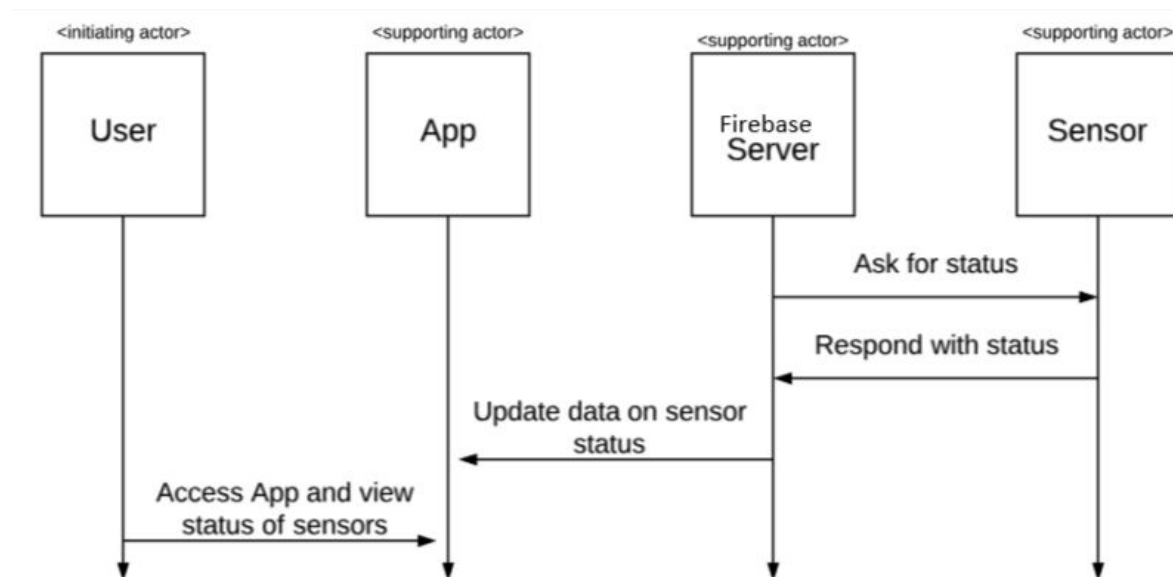 <initiating actor>
<supporting actor>
<supporting actor>
<supporting actor>
User
App
Firebase
Server
Sensor
Ask for status
Respond with status
Update data on sensor
status
Access App and view
status of sensors